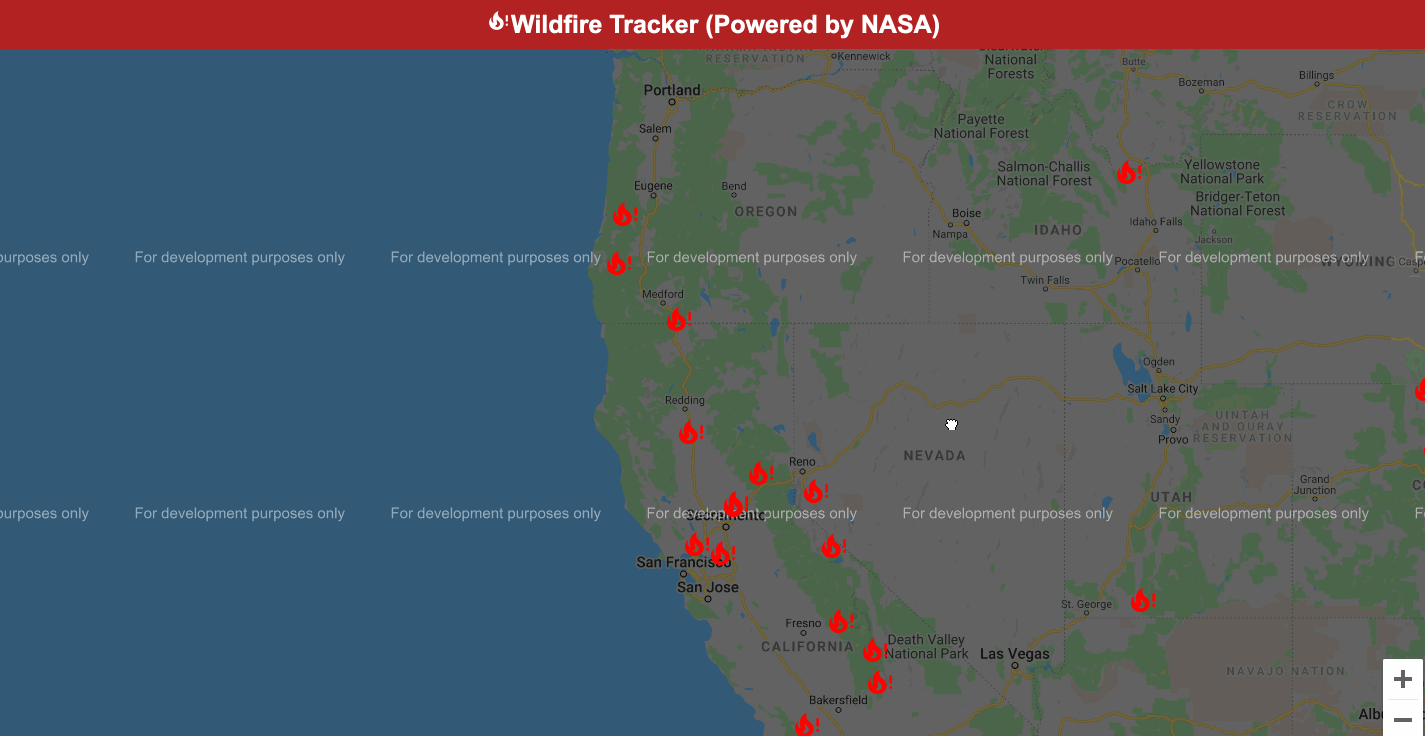 Wildfire Tracker (Powered by NASA)
RESERVATION
Kennewick
National
Forests
Butte
Bozeman
Billings
CROW
RESERVATION
Portland
Salem
Payette
National Forest
Salmon-Challis
National Forest
Yellowstone
National Park
Bridger-Teton
National Forest
Eugene
Bend
OREGON
Boise
Nampa
IDAHO
Idaho Falls
Jackson
urposes only
For development purposes only
For development purposes only
For development purposes only
For development purposes only
For development purposes only
F
Pocatello
WYOMING
Casp
Twin Falls
Medford
Ogden
Salt Lake City
Sandy
Provo
UINTAH
AND OURAY
RESERVATION
Redding
Reno
NEVADA
Grand
Junction
UTAH
CO
urposes only
For development purposes only
For development purposes only
For development purposes only
For development purposes only
For development purposes only
F
Sacramento
San Francisco
San Jose
St. George
Fresno
CALIFORNIA
Death Valley
National Park
Las Vegas
NAVAJO NATION
Bakersfield
Albu